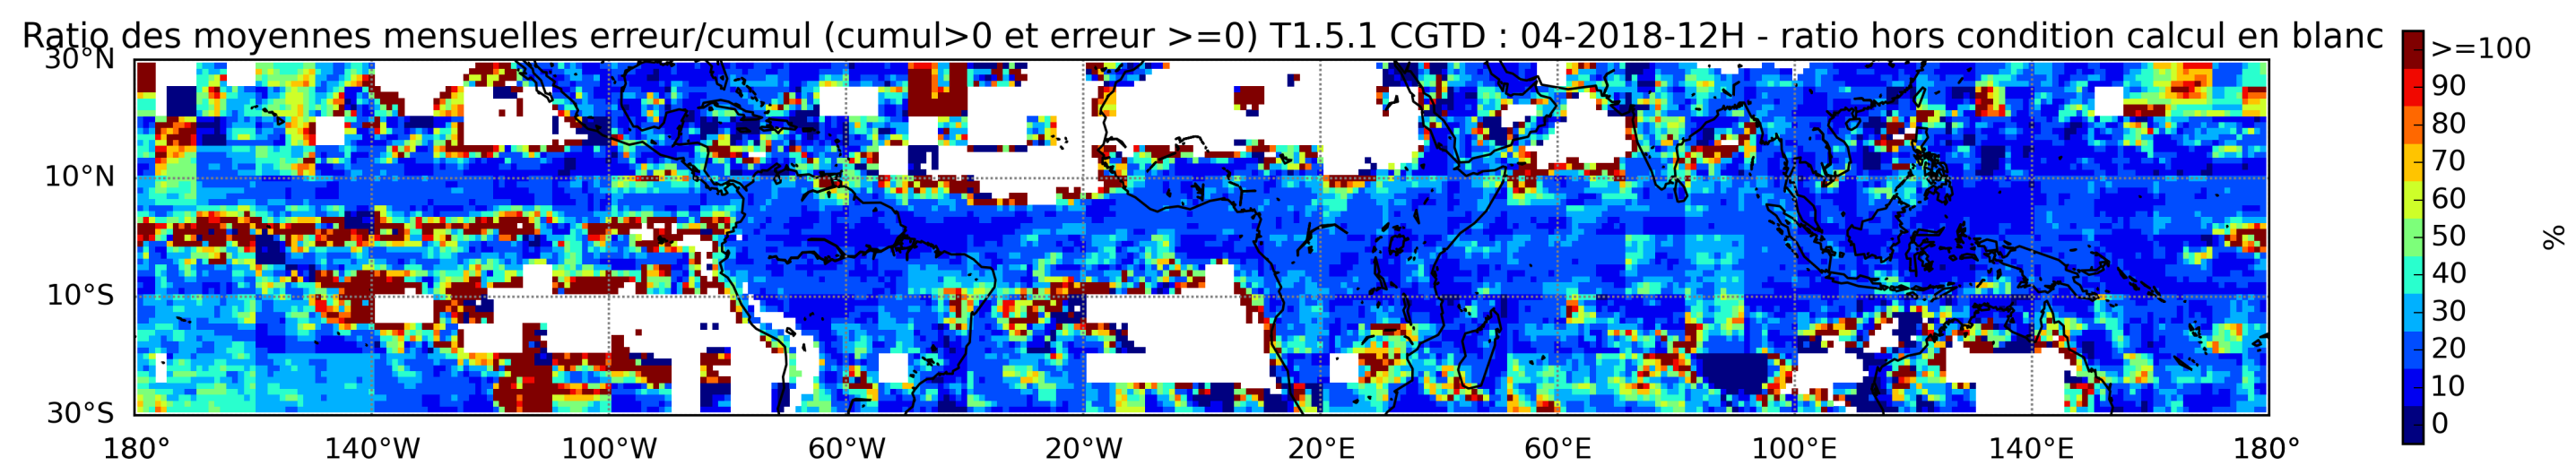 Ratio des moyennes mensuelles erreur/cumul (cumul>0 et erreur >=0) T1.5.1 CGTD : 04-2018-12H - ratio hors condition calcul en blanc
30°N
10°N
10°S
30°S
180°
140°W
100°W
60°W
20°W
20°E
60°E
100°E
140°E
180°
>=100
90
80
70
60
50
40
30
20
10
0
%